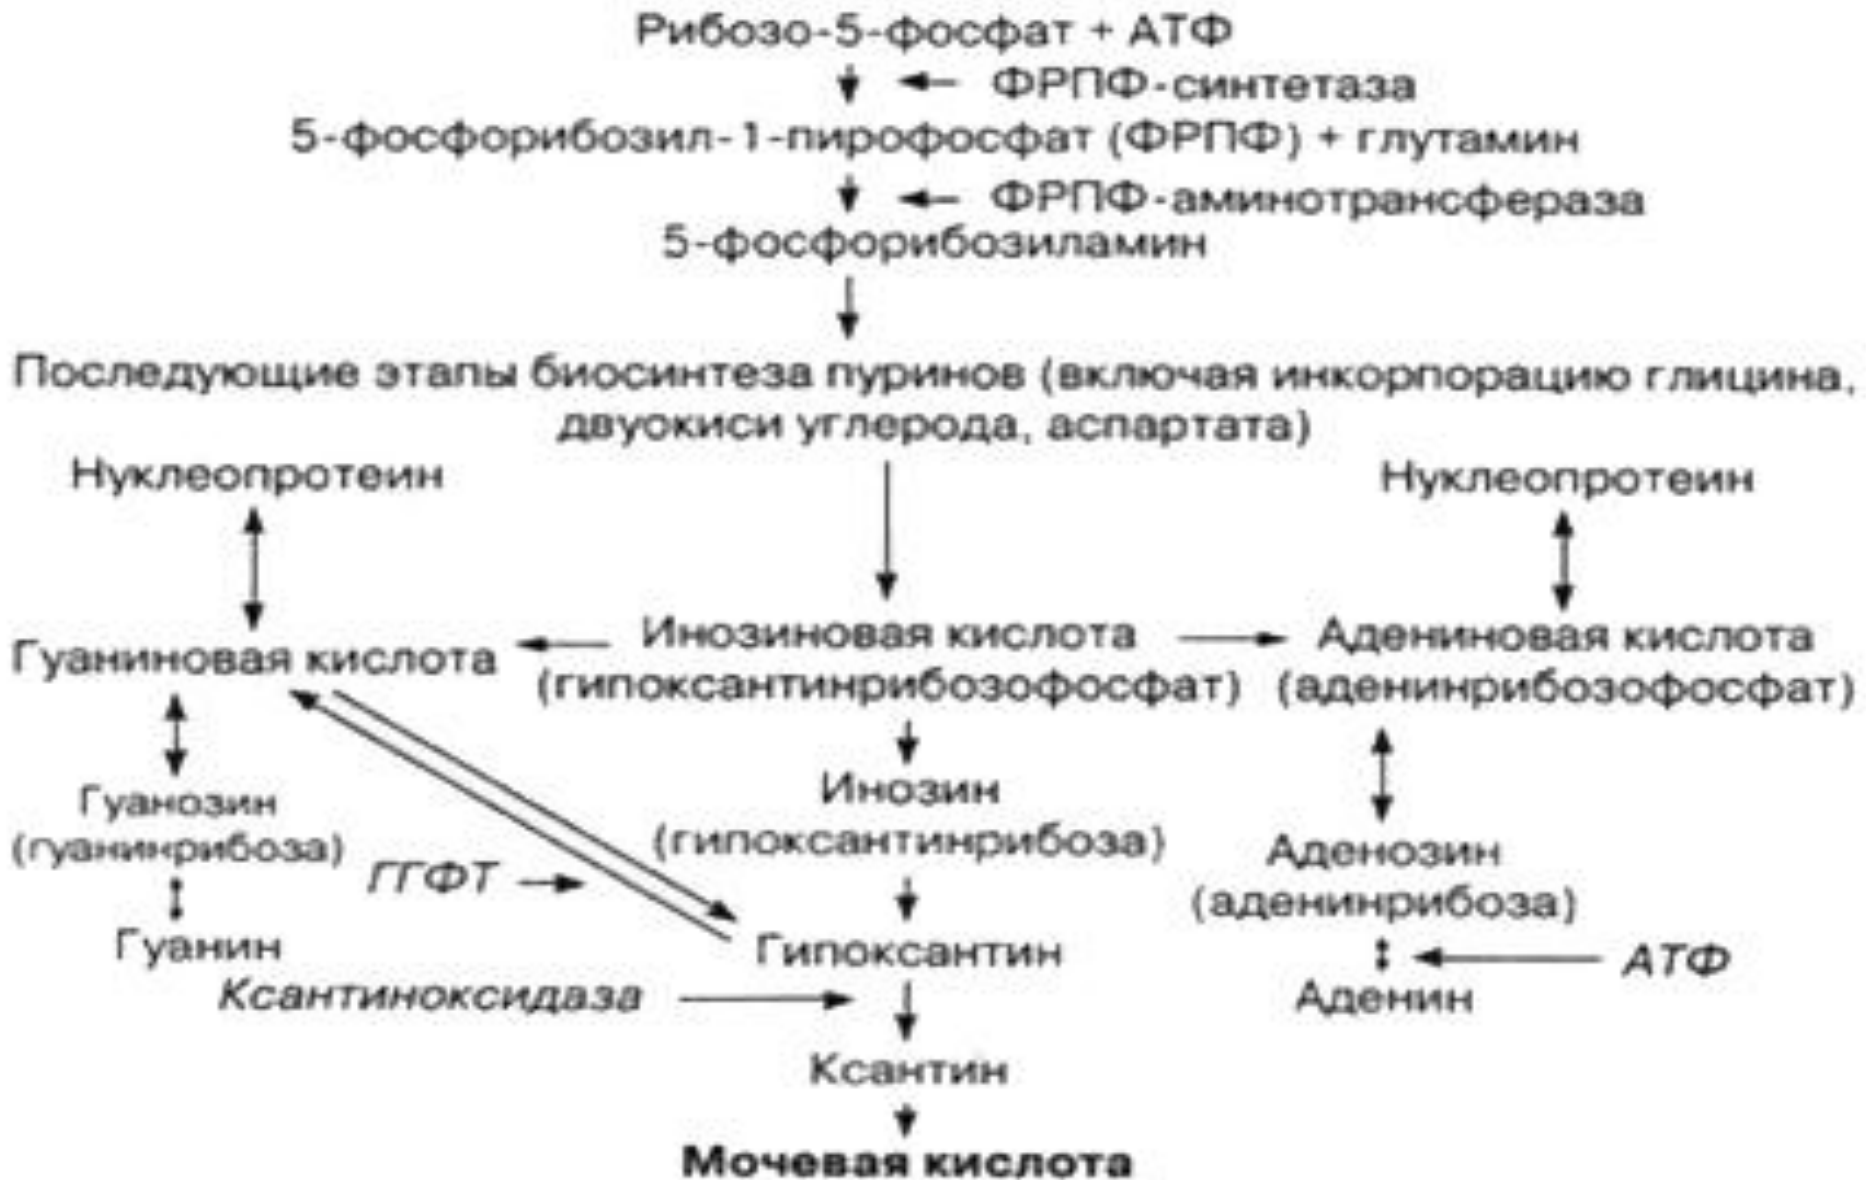 Рибозо-5-фосфат + АТФ
ФРПФ-синтетаза
5-фосфорибозил-1-пирофосфат (ФРПФ) + глутамин
ФРПФ-аминотрансфераза
5-фосфорибозиламин
Последующие этапы биосинтеза пуринов (включая инкорпорацию глицина,
двуокиси углерода, аспартата)
Нуклеопротеин
Нуклеопротеин
Гуаниновая кислота
Инозиновая кислота
(гипоксантинрибозофосфат)
Адениновая кислота
(аденинрибозофосфат)
Гуанозин
(гуанинрибоза)
Инозин
(гипоксантинрибоза)
Аденозин
(аденинрибоза)
ГГФТ
Гуанин
Гипоксантин
АТФ
Ксантиноксидаза
Аденин
Ксантин
Мочевая кислота